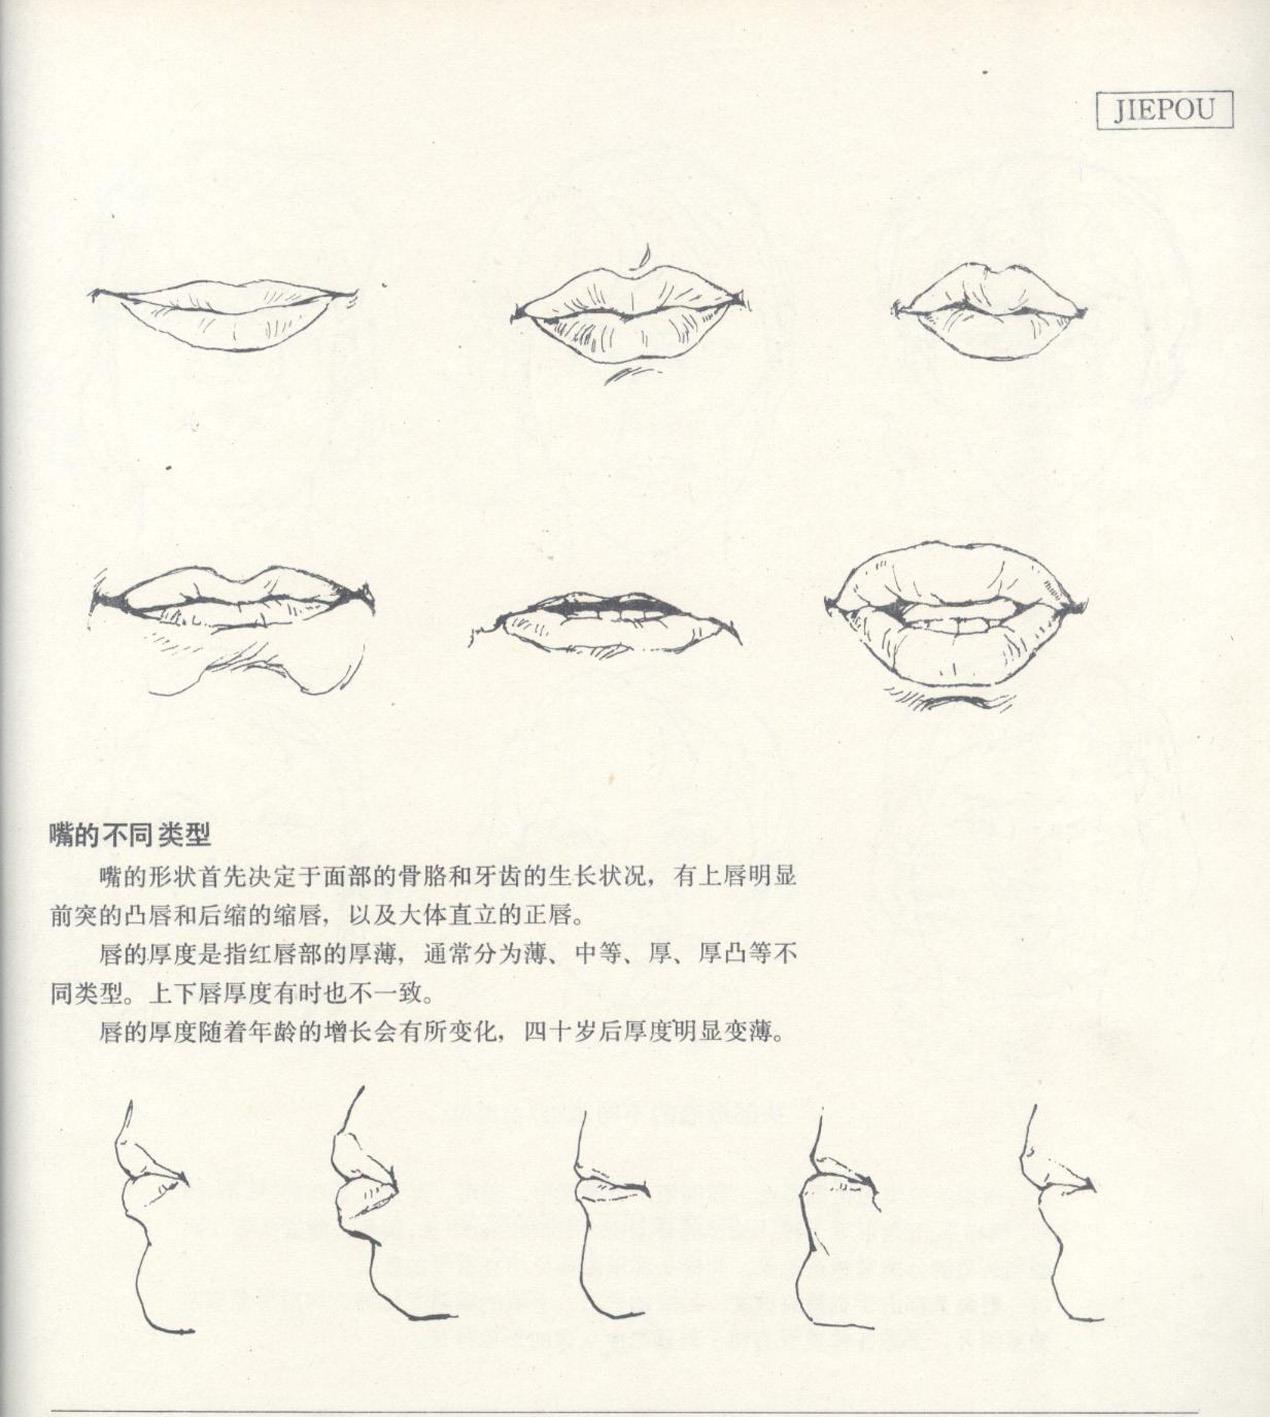 JIEPOU
嘴的不同类型
嘴的形状首先决定于面部的骨胳和牙齿的生长状况，有上唇明显
前突的凸唇和后缩的缩唇，以及大体直立的正唇。
唇的厚度是指红唇部的厚薄，通常分为薄、中等、厚、厚凸等不
同类型。上下唇厚度有时也不一致。
唇的厚度随着年龄的增长会有所变化，四十岁后厚度明显变薄。